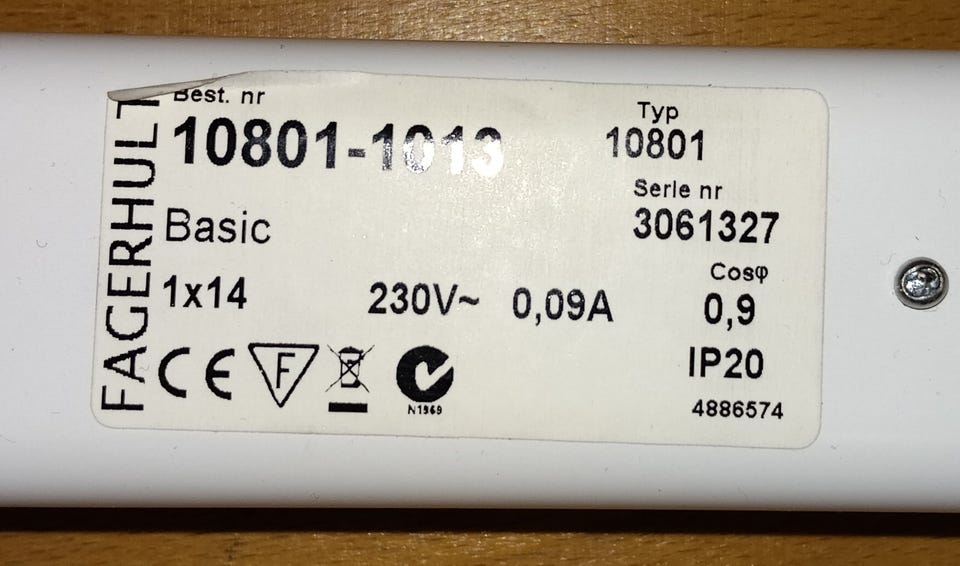 FAGERHULT
Best. nr
10801-1013
Typ
10801
Basic
Serie nr
3061327
1x14
230V~
0,09A
Cosφ
0,9
IP20
CE
F
N1969
4886574